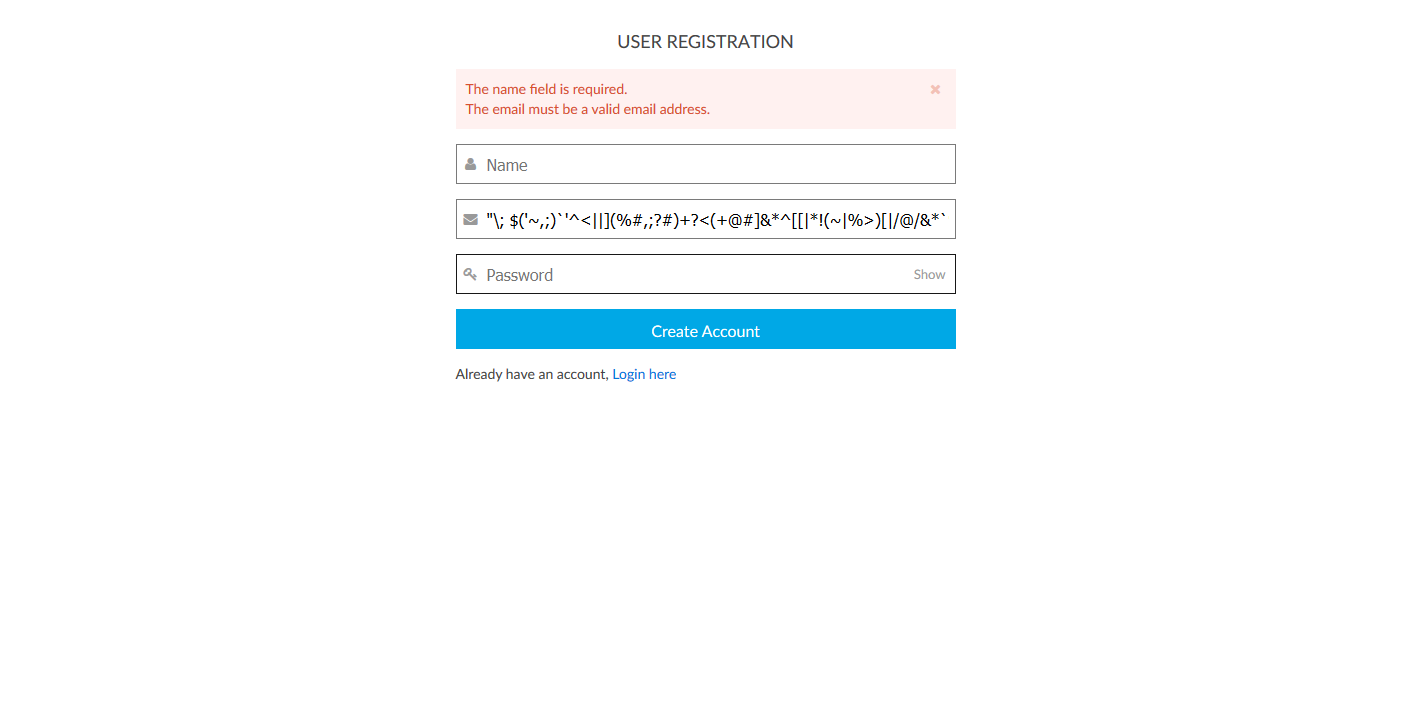 USER REGISTRATION
The name field is required.
The email must be a valid email address.
Name
"\; $('~,;)`'^<||](%#,;?#)+?<(+@#]&*^[[|*!(~|%>)[|/@/&*`
Password
Show
Create Account
Already have an account, Login here